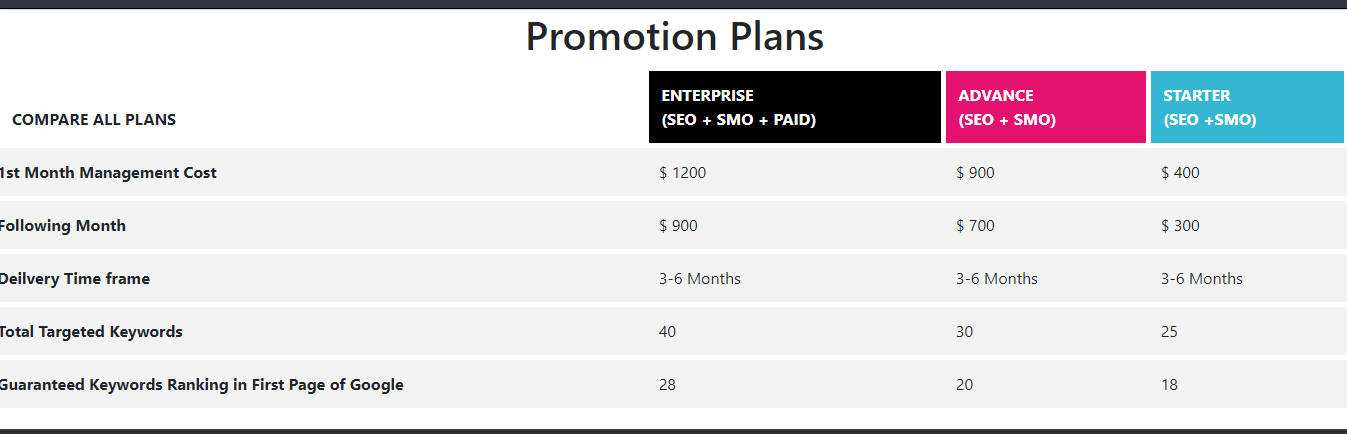 Promotion Plans
COMPARE ALL PLANS
ENTERPRISE
(SEO + SMO + PAID)
ADVANCE
(SEO + SMO)
STARTER
(SEO +SMO)
1st Month Management Cost $ 1200 $ 900 $ 400
Following Month $ 900 $ 700 $ 300
Deilvery Time frame 3-6 Months 3-6 Months 3-6 Months
Total Targeted Keywords 40 30 25
Guaranteed Keywords Ranking in First Page of Google 28 20 18